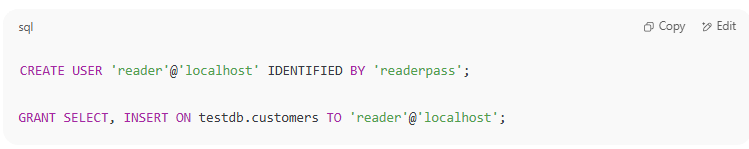 sql
Copy Edit
CREATE USER 'reader'@'localhost' IDENTIFIED BY 'readerpass';
GRANT SELECT, INSERT ON testdb.customers TO 'reader'@'localhost';